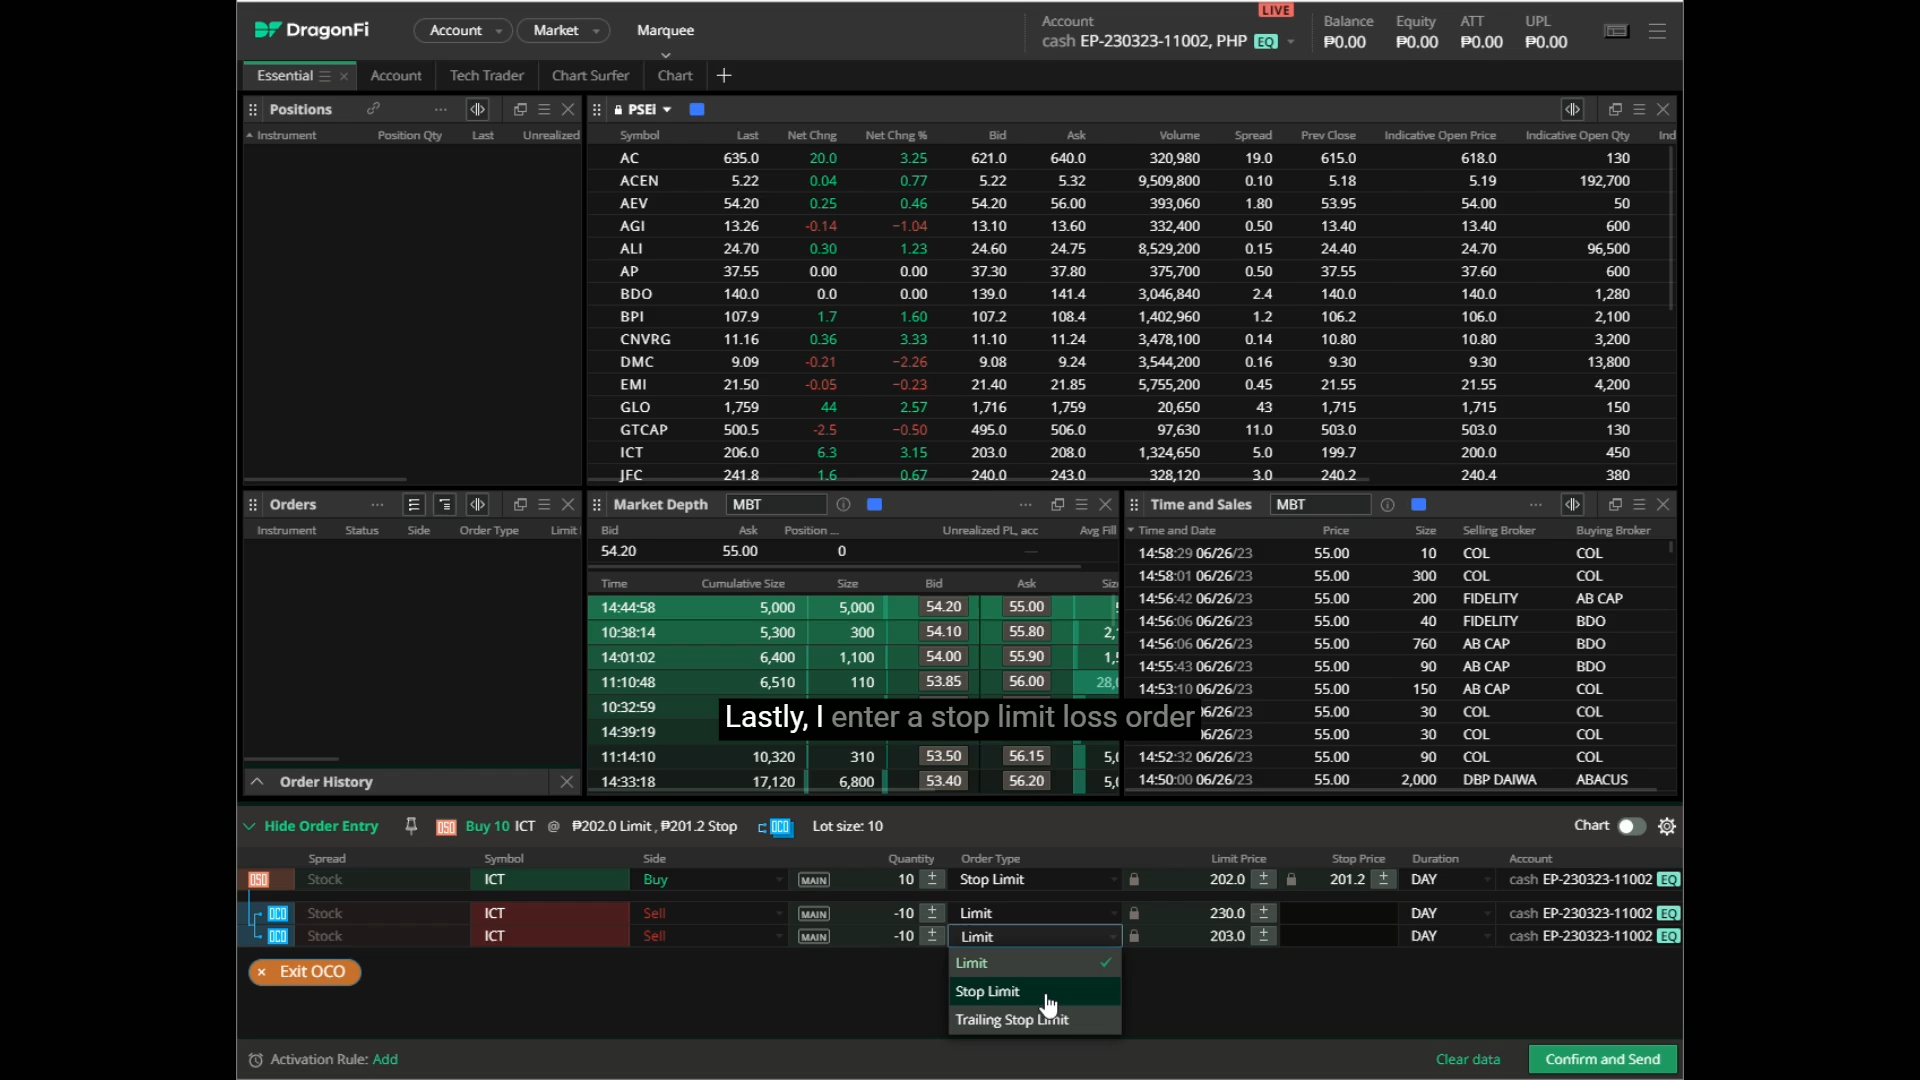 DragonFi Account Market Marquee LIVE Account cash EP-230323-11002, PHP EQ Balance ₱0.00 Equity ₱0.00 ATT ₱0.00 UPL ₱0.00
Essential Account Tech Trader Chart Surfer Chart
Positions
Instrument Position Qty Last Unrealized
PSEi
Symbol Last Net Chng Net Chng % Bid Ask Volume Spread Prev Close Indicative Open Price Indicative Open Qty Ind
AC 635.0 20.0 3.25 621.0 640.0 320,980 19.0 615.0 618.0 130
ACEN 5.22 0.04 0.77 5.22 5.32 9,509,800 0.10 5.18 5.19 192,700
AEV 54.20 0.25 0.46 54.20 56.00 393,060 1.80 53.95 54.00 50
AGI 13.26 -0.14 −1.04 13.10 13.60 332,400 0.50 13.40 13.40 600
ALI 24.70 0.30 1.23 24.60 24.75 8,529,200 0.15 24.40 24.70 96,500
AP 37.55 0.00 0.00 37.30 37.80 375,700 0.50 37.55 37.60 600
BDO 140.0 0.0 0.00 139.0 141.4 3,046,840 2.4 140.0 140.0 1,280
BPI 107.9 1.7 1.60 107.2 108.4 1,402,960 1.2 106.2 106.0 2,100
CNVRG 11.16 0.36 3.33 11.10 11.24 3,478,100 0.14 10.80 10.80 3,200
DMC 9.09 -0.21 −2.26 9.08 9.24 3,544,200 0.16 9.30 9.30 13,800
EMI 21.50 -0.05 −0.23 21.40 21.85 5,755,200 0.45 21.55 21.55 4,200
GLO 1,759 44 2.57 1,716 1,759 20,650 43 1,715 1,715 150
GTCAP 500.5 -2.5 −0.50 495.0 506.0 97,630 11.0 503.0 503.0 130
ICT 206.0 6.3 3.15 203.0 208.0 1,324,650 5.0 199.7 200.0 450
JFC 241.8 1.6 0.67 240.0 243.0 328,120 3.0 240.2 240.4 380
Orders
Instrument Status Side Order Type Limit
Order History
Market Depth MBT
Bid Ask Position ... Unrealized PL, acc Avg Fill
54.20 55.00 0 —
Time Cumulative Size Size Bid Ask Siz
14:44:58 5,000 5,000 54.20 55.00
10:38:14 5,300 300 54.10 55.80 2,
14:01:02 6,400 1,100 54.00 55.90 1,
11:10:48 6,510 110 53.85 56.00 28,
10:32:59
14:39:19
11:14:10 10,320 310 53.50 56.15 5,
14:33:18 17,120 6,800 53.40 56.20 5,
Time and Sales MBT
Time and Date Price Size Selling Broker Buying Broker
14:58:29 06/26/23 55.00 10 COL COL
14:58:01 06/26/23 55.00 300 COL COL
14:56:42 06/26/23 55.00 200 FIDELITY AB CAP
14:56:06 06/26/23 55.00 40 FIDELITY BDO
14:56:06 06/26/23 55.00 760 AB CAP BDO
14:55:43 06/26/23 55.00 90 AB CAP BDO
14:53:10 06/26/23 55.00 150 AB CAP COL
06/26/23 55.00 30 COL COL
06/26/23 55.00 30 COL COL
14:52:32 06/26/23 55.00 90 COL COL
14:50:00 06/26/23 55.00 2,000 DBP DAIWA ABACUS
Lastly, I enter a stop limit loss order
Hide Order Entry OSO Buy 10 ICT @ ₱202.0 Limit , ₱201.2 Stop OCO Lot size: 10 Chart
Spread Symbol Side Quantity Order Type Limit Price Stop Price Duration Account
OSO Stock ICT Buy MAIN 10 Stop Limit 202.0 201.2 DAY cash EP-230323-11002 EQ
OCO Stock ICT Sell MAIN -10 Limit 230.0 DAY cash EP-230323-11002 EQ
OCO Stock ICT Sell MAIN -10 Limit 203.0 DAY cash EP-230323-11002 EQ
Limit
Stop Limit
Trailing Stop Limit
× Exit OCO
Activation Rule: Add Clear data Confirm and Send